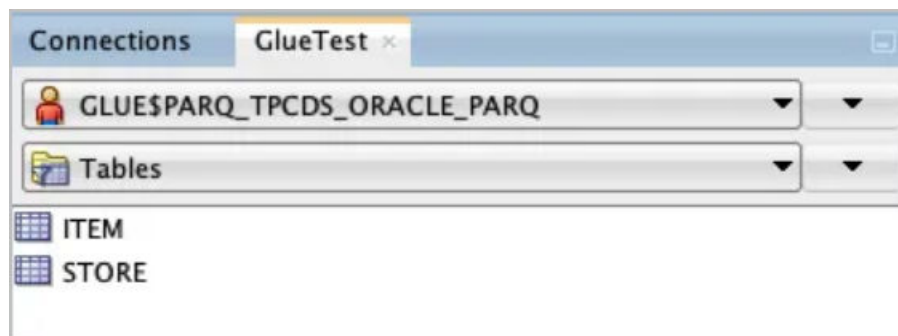 Connections GlueTest
GLUE$PARQ_TPCDS_ORACLE_PARQ
Tables
ITEM
STORE